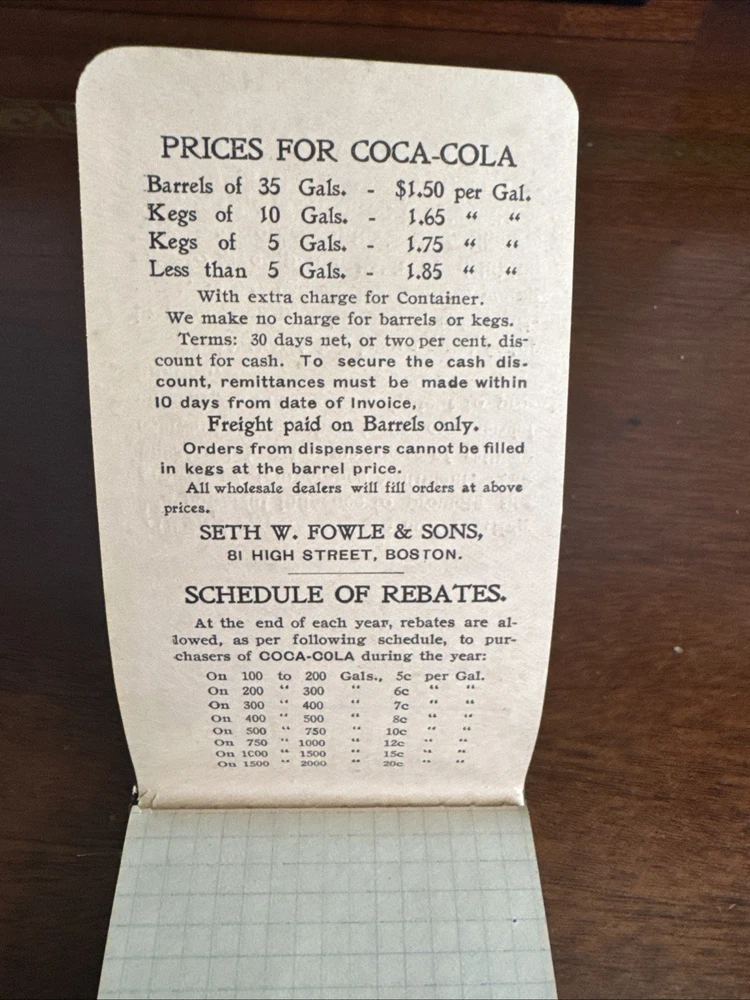 PRICES FOR COCA-COLA
Barrels of 35 Gals. - $1.50 per Gal.
Kegs of 10 Gals. - 1.65 “ “
Kegs of 5 Gals. - 1.75 “ “
Less than 5 Gals. - 1.85 “ “
With extra charge for Container.
We make no charge for barrels or kegs.
Terms: 30 days net, or two per cent. dis-
count for cash. To secure the cash dis-
count, remittances must be made within
10 days from date of Invoice,
Freight paid on Barrels only.
Orders from dispensers cannot be filled
in kegs at the barrel price.
All wholesale dealers will fill orders at above
prices.
SETH W. FOWLE & SONS,
81 HIGH STREET, BOSTON.
SCHEDULE OF REBATES.
At the end of each year, rebates are al-
lowed, as per following schedule, to pur-
chasers of COCA-COLA during the year:
On 100 to 200 Gals., 5c per Gal.
On 200 “ 300 “ 6c “ “
On 300 “ 400 “ 7c “ “
On 400 “ 500 “ 8c “ “
On 500 “ 750 “ 10c “ “
On 750 “ 1000 “ 12c “ “
On 1000 “ 1500 “ 15c “ “
On 1500 “ 2000 “ 20c “ “